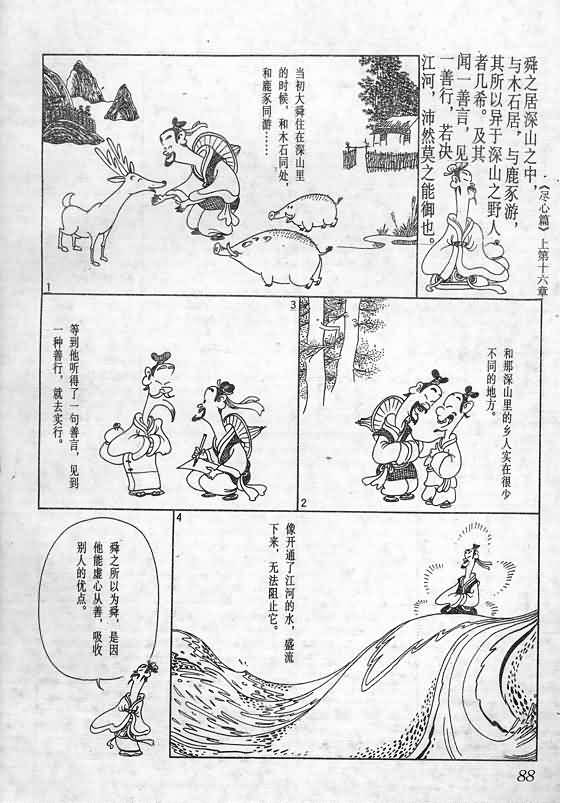 舜之居深山之中，
与木石居，与鹿豕游，
其所以异于深山之野人
者几希。及其
闻一善言，见
一善行，若决
江河，沛然莫之能御也。
《尽心篇》上第十六章
当初大舜住在深山里
的时候，和木石同处，
和鹿豕同游……
1
和那深山里的乡人实在很少
不同的地方。
2
等到他听得了一句善言，见到
一种善行，就去实行。
3
像开通了江河的水，盛流
下来，无法阻止它。
4
舜之所以为舜，是因
他能虚心从善，吸收
别人的优点。
88